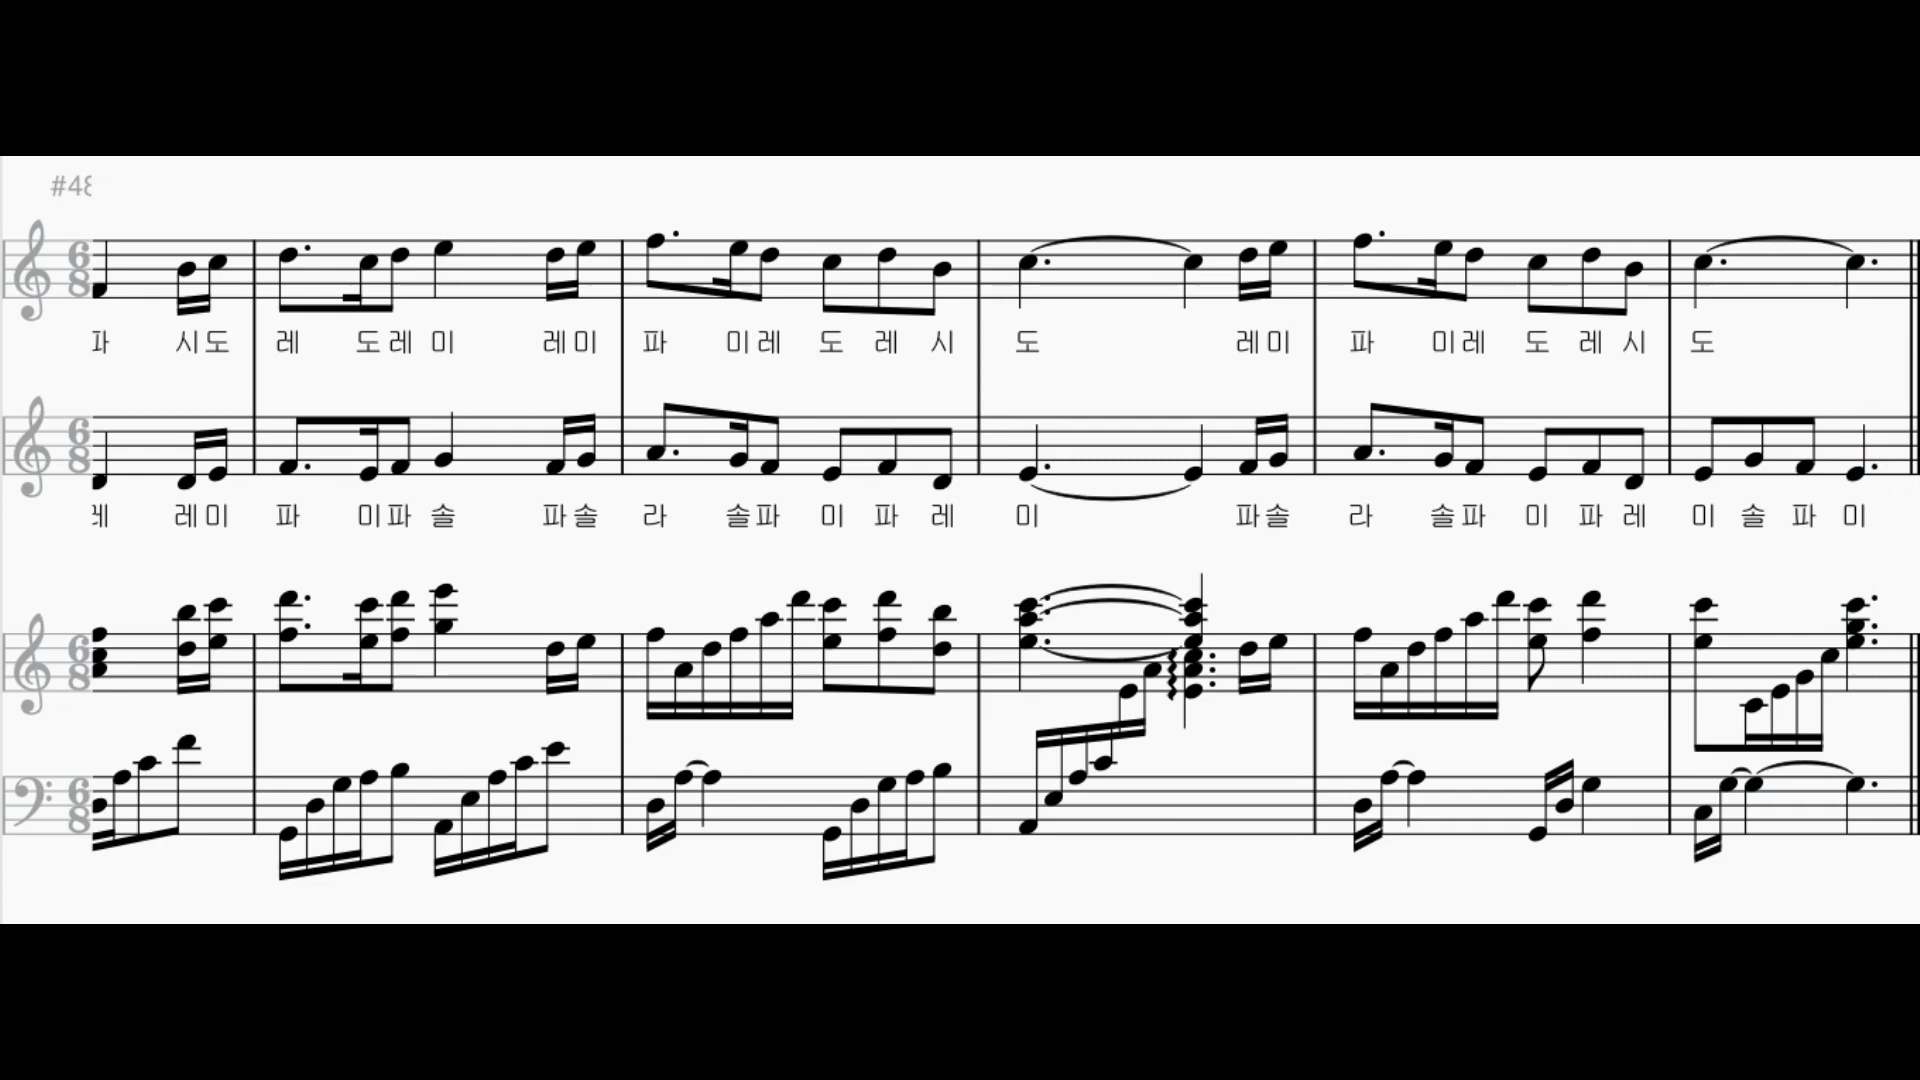 #48
파 시도 레 도레 미 레미 파 미레 도 레 시 도 레미 파 미레 도 레 시 도
레 레미 파 미파 솔 파솔 라 솔파 미 파 레 미 파솔 라 솔파 미 파 레 미 솔 파 미